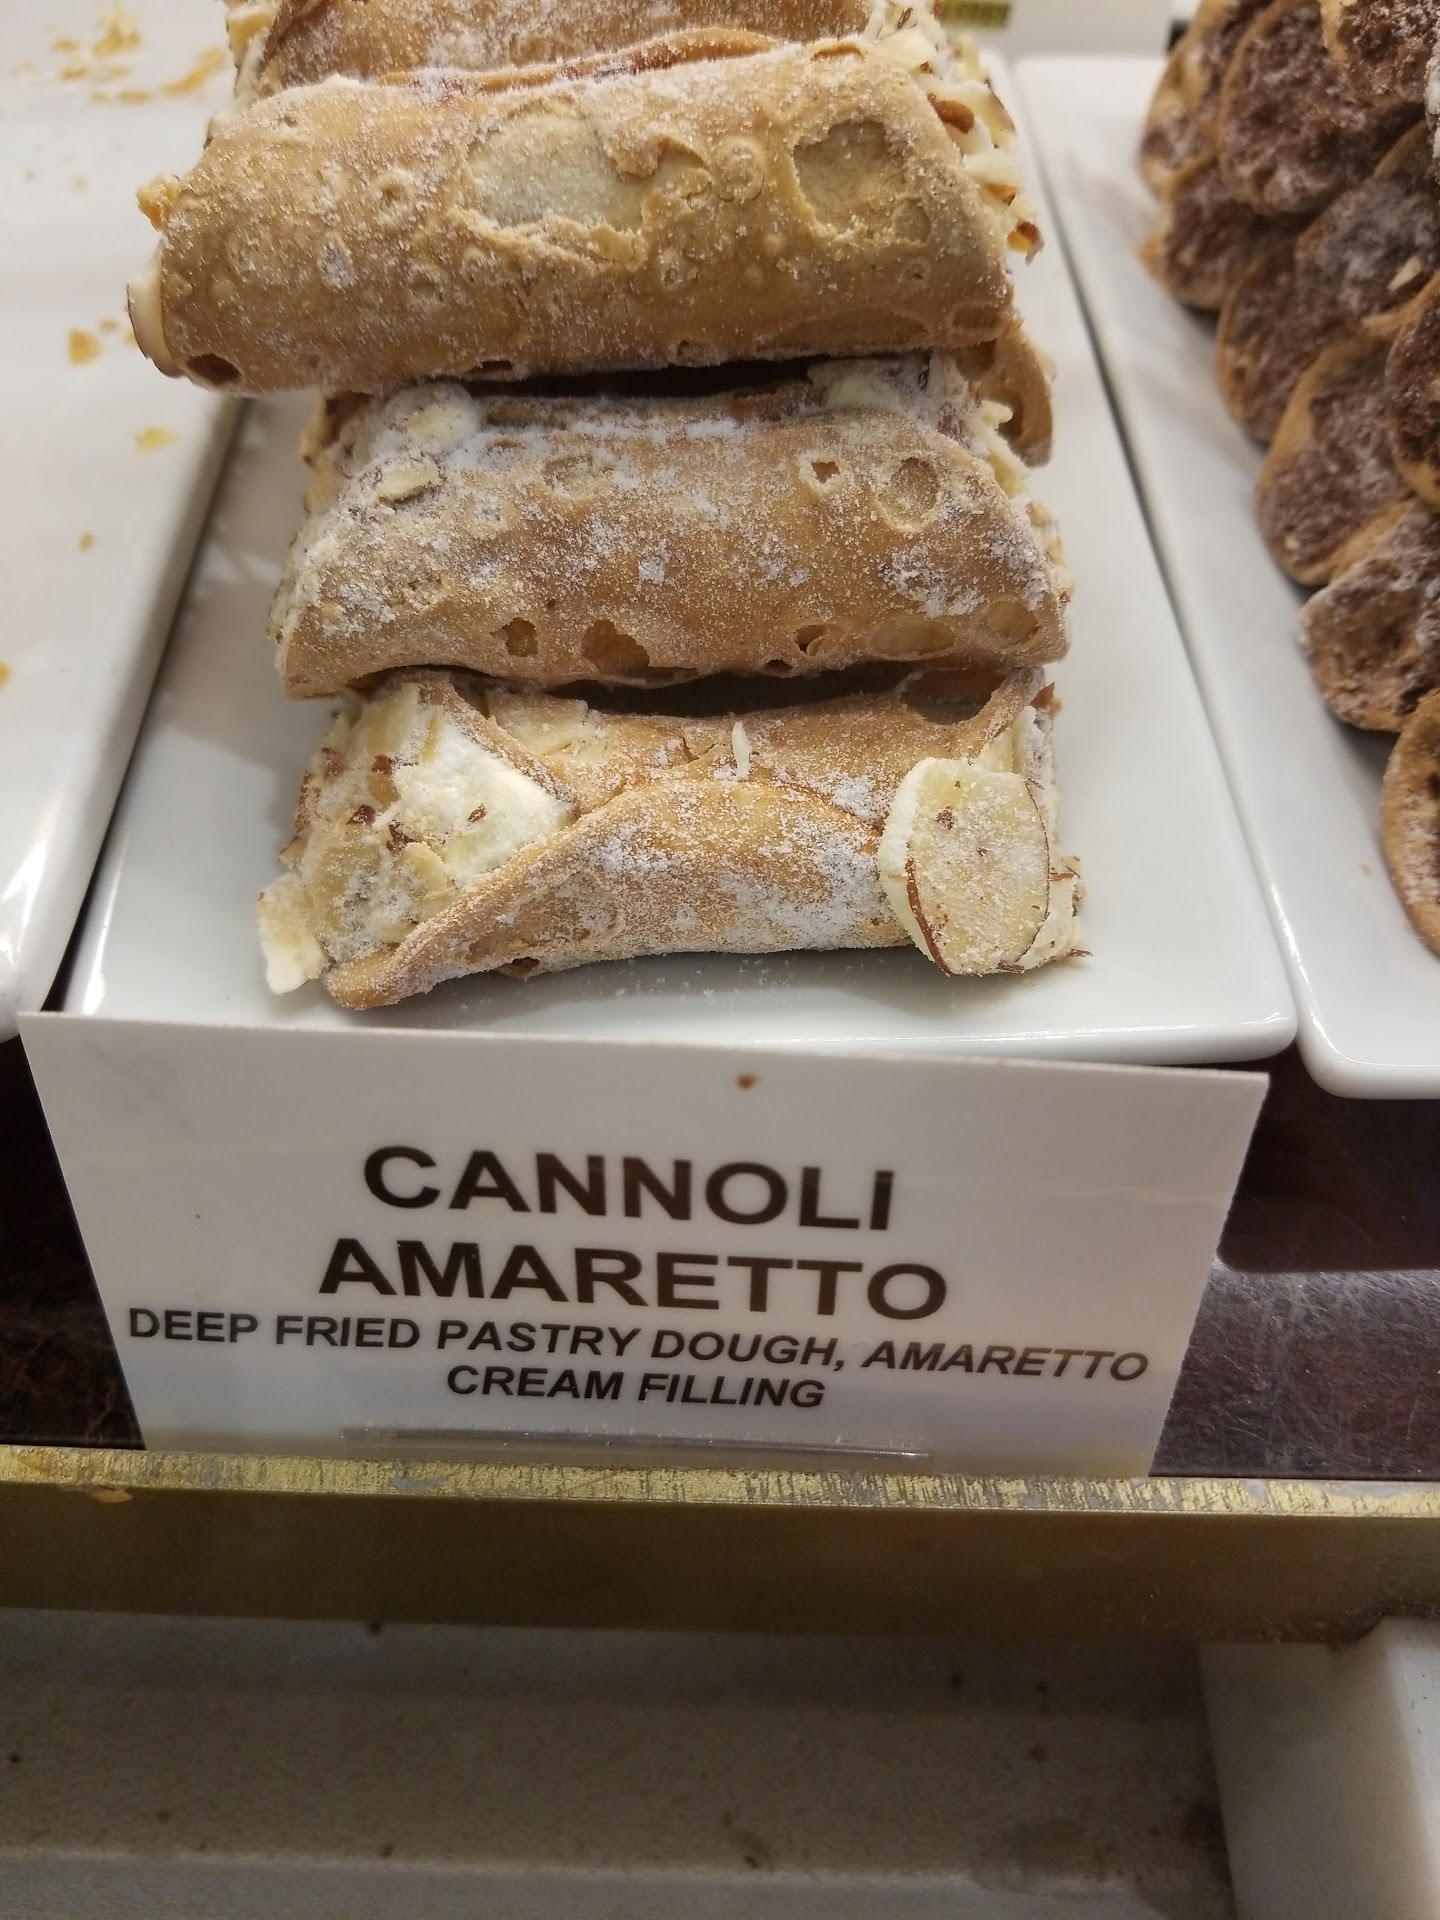 CANNOLi
AMARETTO
DEEP FRIED PASTRY DOUGH, AMARETTO
CREAM FILLING